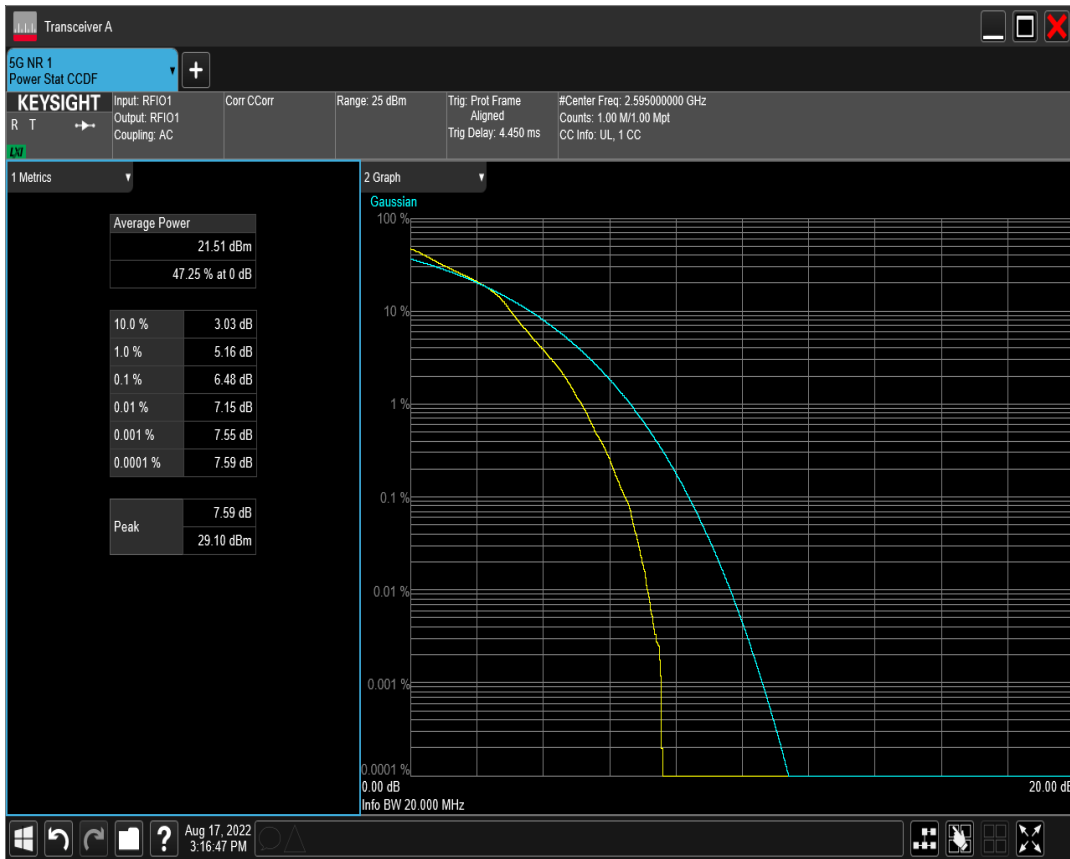 Transceiver A
5G NR 1
Power Stat CCDF
+
KEYSIGHT
R T
LXI
Input: RFIO1
Output: RFIO1
Coupling: AC
Corr CCorr
Range: 25 dBm
Trig: Prot Frame
Aligned
Trig Delay: 4.450 ms
#Center Freq: 2.595000000 GHz
Counts: 1.00 M/1.00 Mpt
CC Info: UL, 1 CC
1 Metrics
Average Power
21.51 dBm
47.25 % at 0 dB
10.0 % 3.03 dB
1.0 % 5.16 dB
0.1 % 6.48 dB
0.01 % 7.15 dB
0.001 % 7.55 dB
0.0001 % 7.59 dB
Peak 7.59 dB
29.10 dBm
2 Graph
Gaussian
100 %
10 %
1 %
0.1 %
0.01 %
0.001 %
0.0001 %
0.00 dB 20.00 dB
Info BW 20.000 MHz
? Aug 17, 2022
3:16:47 PM